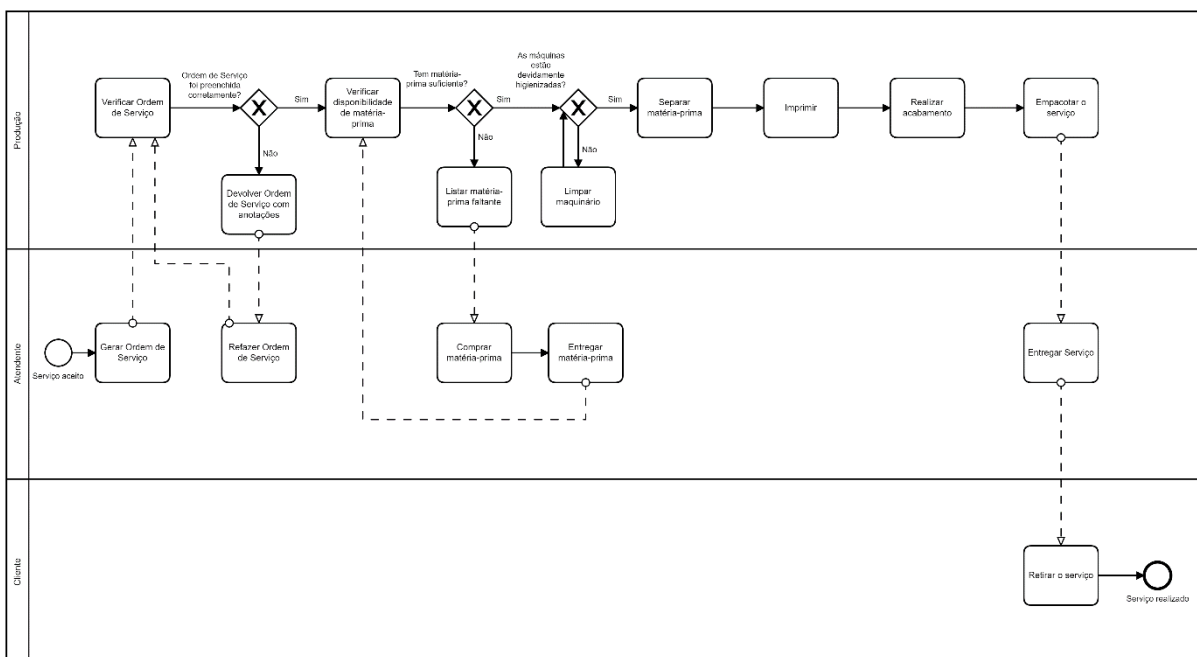 Produção
Verificar Ordem
de Serviço
Ordem de Serviço
foi preenchida
corretamente?
Sim
Não
Devolver Ordem
de Serviço com
anotações
Verificar
disponibilidade
de matéria-
prima
Tem matéria-
prima suficiente?
Sim
Não
Listar matéria-
prima faltante
As máquinas
estão
devidamente
higienizadas?
Sim
Não
Limpar
maquinário
Separar
matéria-prima
Imprimir
Realizar
acabamento
Empacotar o
serviço
Atendente
Serviço aceito
Gerar Ordem de
Serviço
Refazer Ordem
de Serviço
Comprar
matéria-prima
Entregar
matéria-prima
Entregar Serviço
Cliente
Retirar o serviço
Serviço realizado